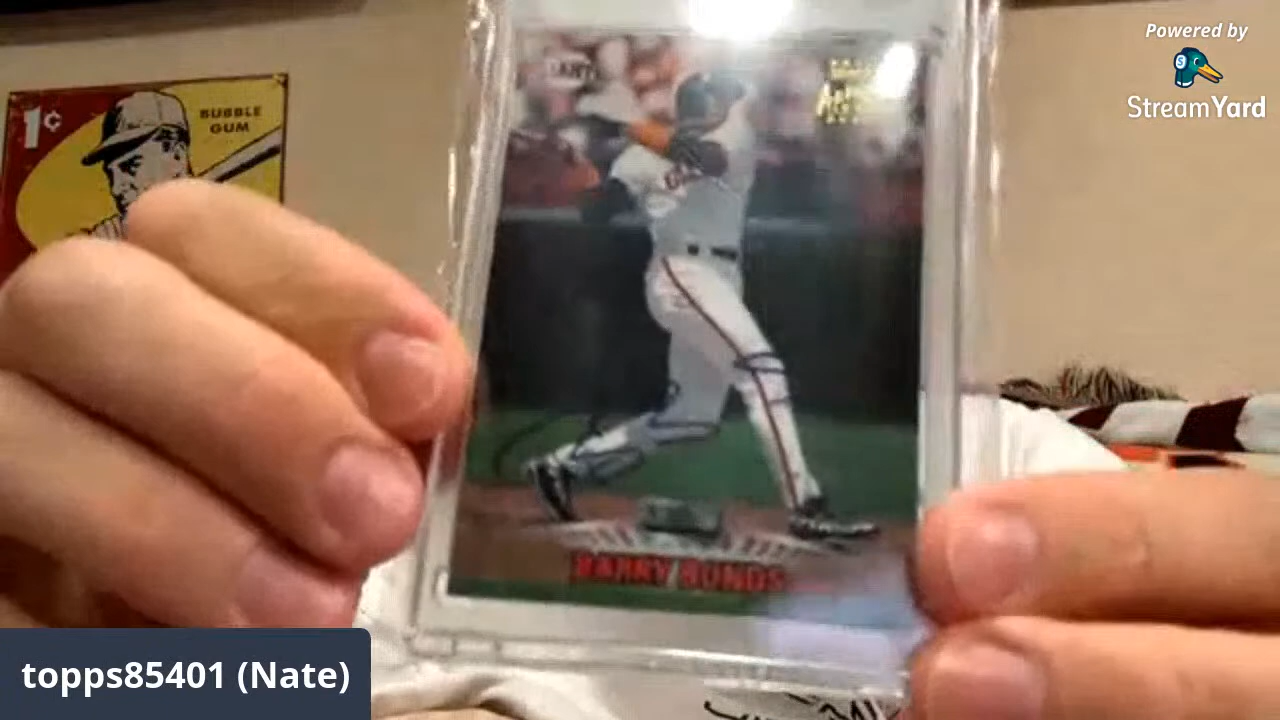 Powered by
StreamYard
1¢
BUBBLE
GUM
BARRY BONDS
topps85401 (Nate)